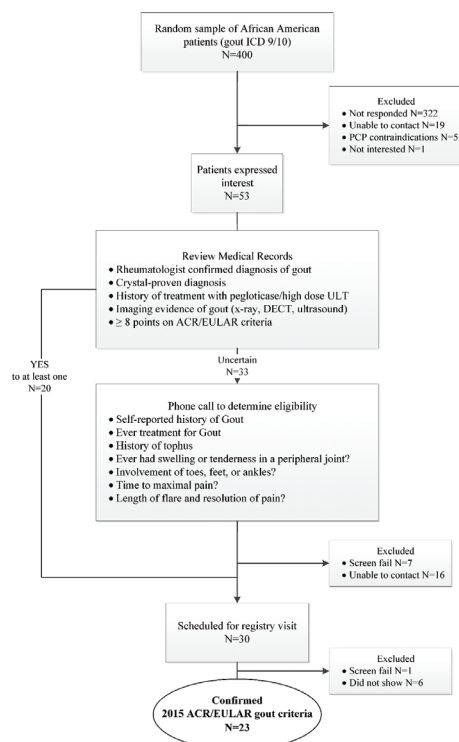 Random sample of African American
patients (gout ICD 9/10)
N=400
Excluded
• Not responded N=322
• Unable to contact N=19
• PCP contraindications N=5
• Not interested N=1
Patients expressed
interest
N=53
Review Medical Records
• Rheumatologist confirmed diagnosis of gout
• Crystal-proven diagnosis
• History of treatment with pegloticase/high dose ULT
• Imaging evidence of gout (x-ray, DECT, ultrasound)
• ≥ 8 points on ACR/EULAR criteria
YES
to at least one
N=20
Uncertain
N=33
Phone call to determine eligibility
• Self-reported history of Gout
• Ever treatment for Gout
• History of tophus
• Ever had swelling or tenderness in a peripheral joint?
• Involvement of toes, feet, or ankles?
• Time to maximal pain?
• Length of flare and resolution of pain?
Excluded
• Screen fail N=7
• Unable to contact N=16
Scheduled for registry visit
N=30
Excluded
• Screen fail N=1
• Did not show N=6
Confirmed
2015 ACR/EULAR gout criteria
N=23